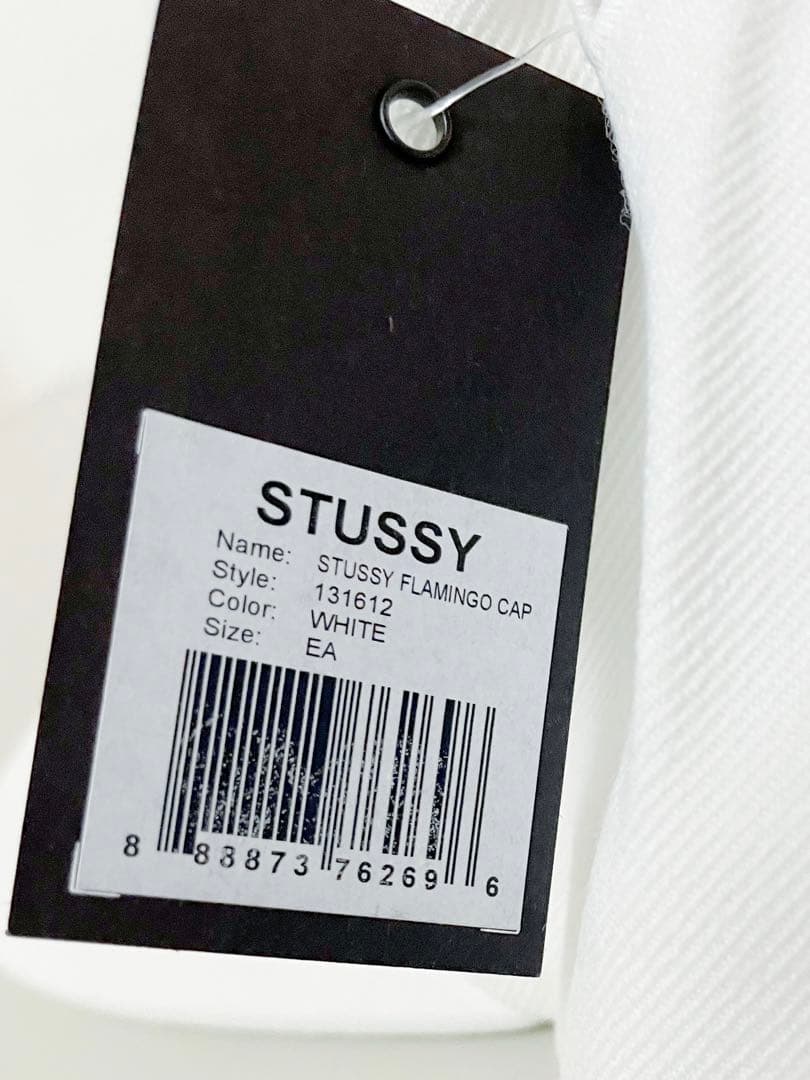 STUSSY
Name: STUSSY FLAMINGO CAP
Style: 131612
Color: WHITE
Size: EA
8 88873 76269 6